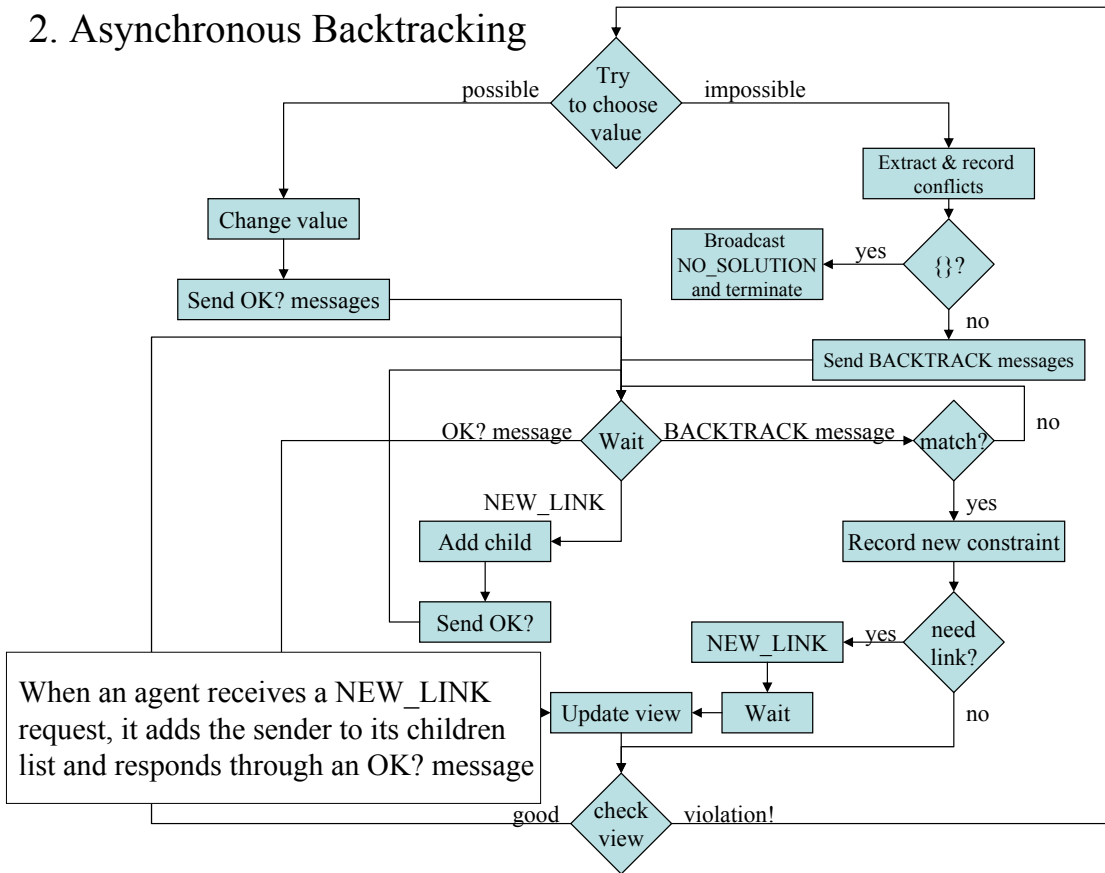 2. Asynchronous Backtracking
Try
to choose
value
possible
impossible
Extract & record
conflicts
Change value
Broadcast
NO_SOLUTION
and terminate
yes
{}?
Send OK? messages
no
Send BACKTRACK messages
OK? message
Wait
BACKTRACK message
match?
no
NEW_LINK
yes
Add child
Record new constraint
Send OK?
NEW_LINK
yes
need
link?
When an agent receives a NEW_LINK
request, it adds the sender to its children
list and responds through an OK? message
Update view
Wait
no
good
check
view
violation!